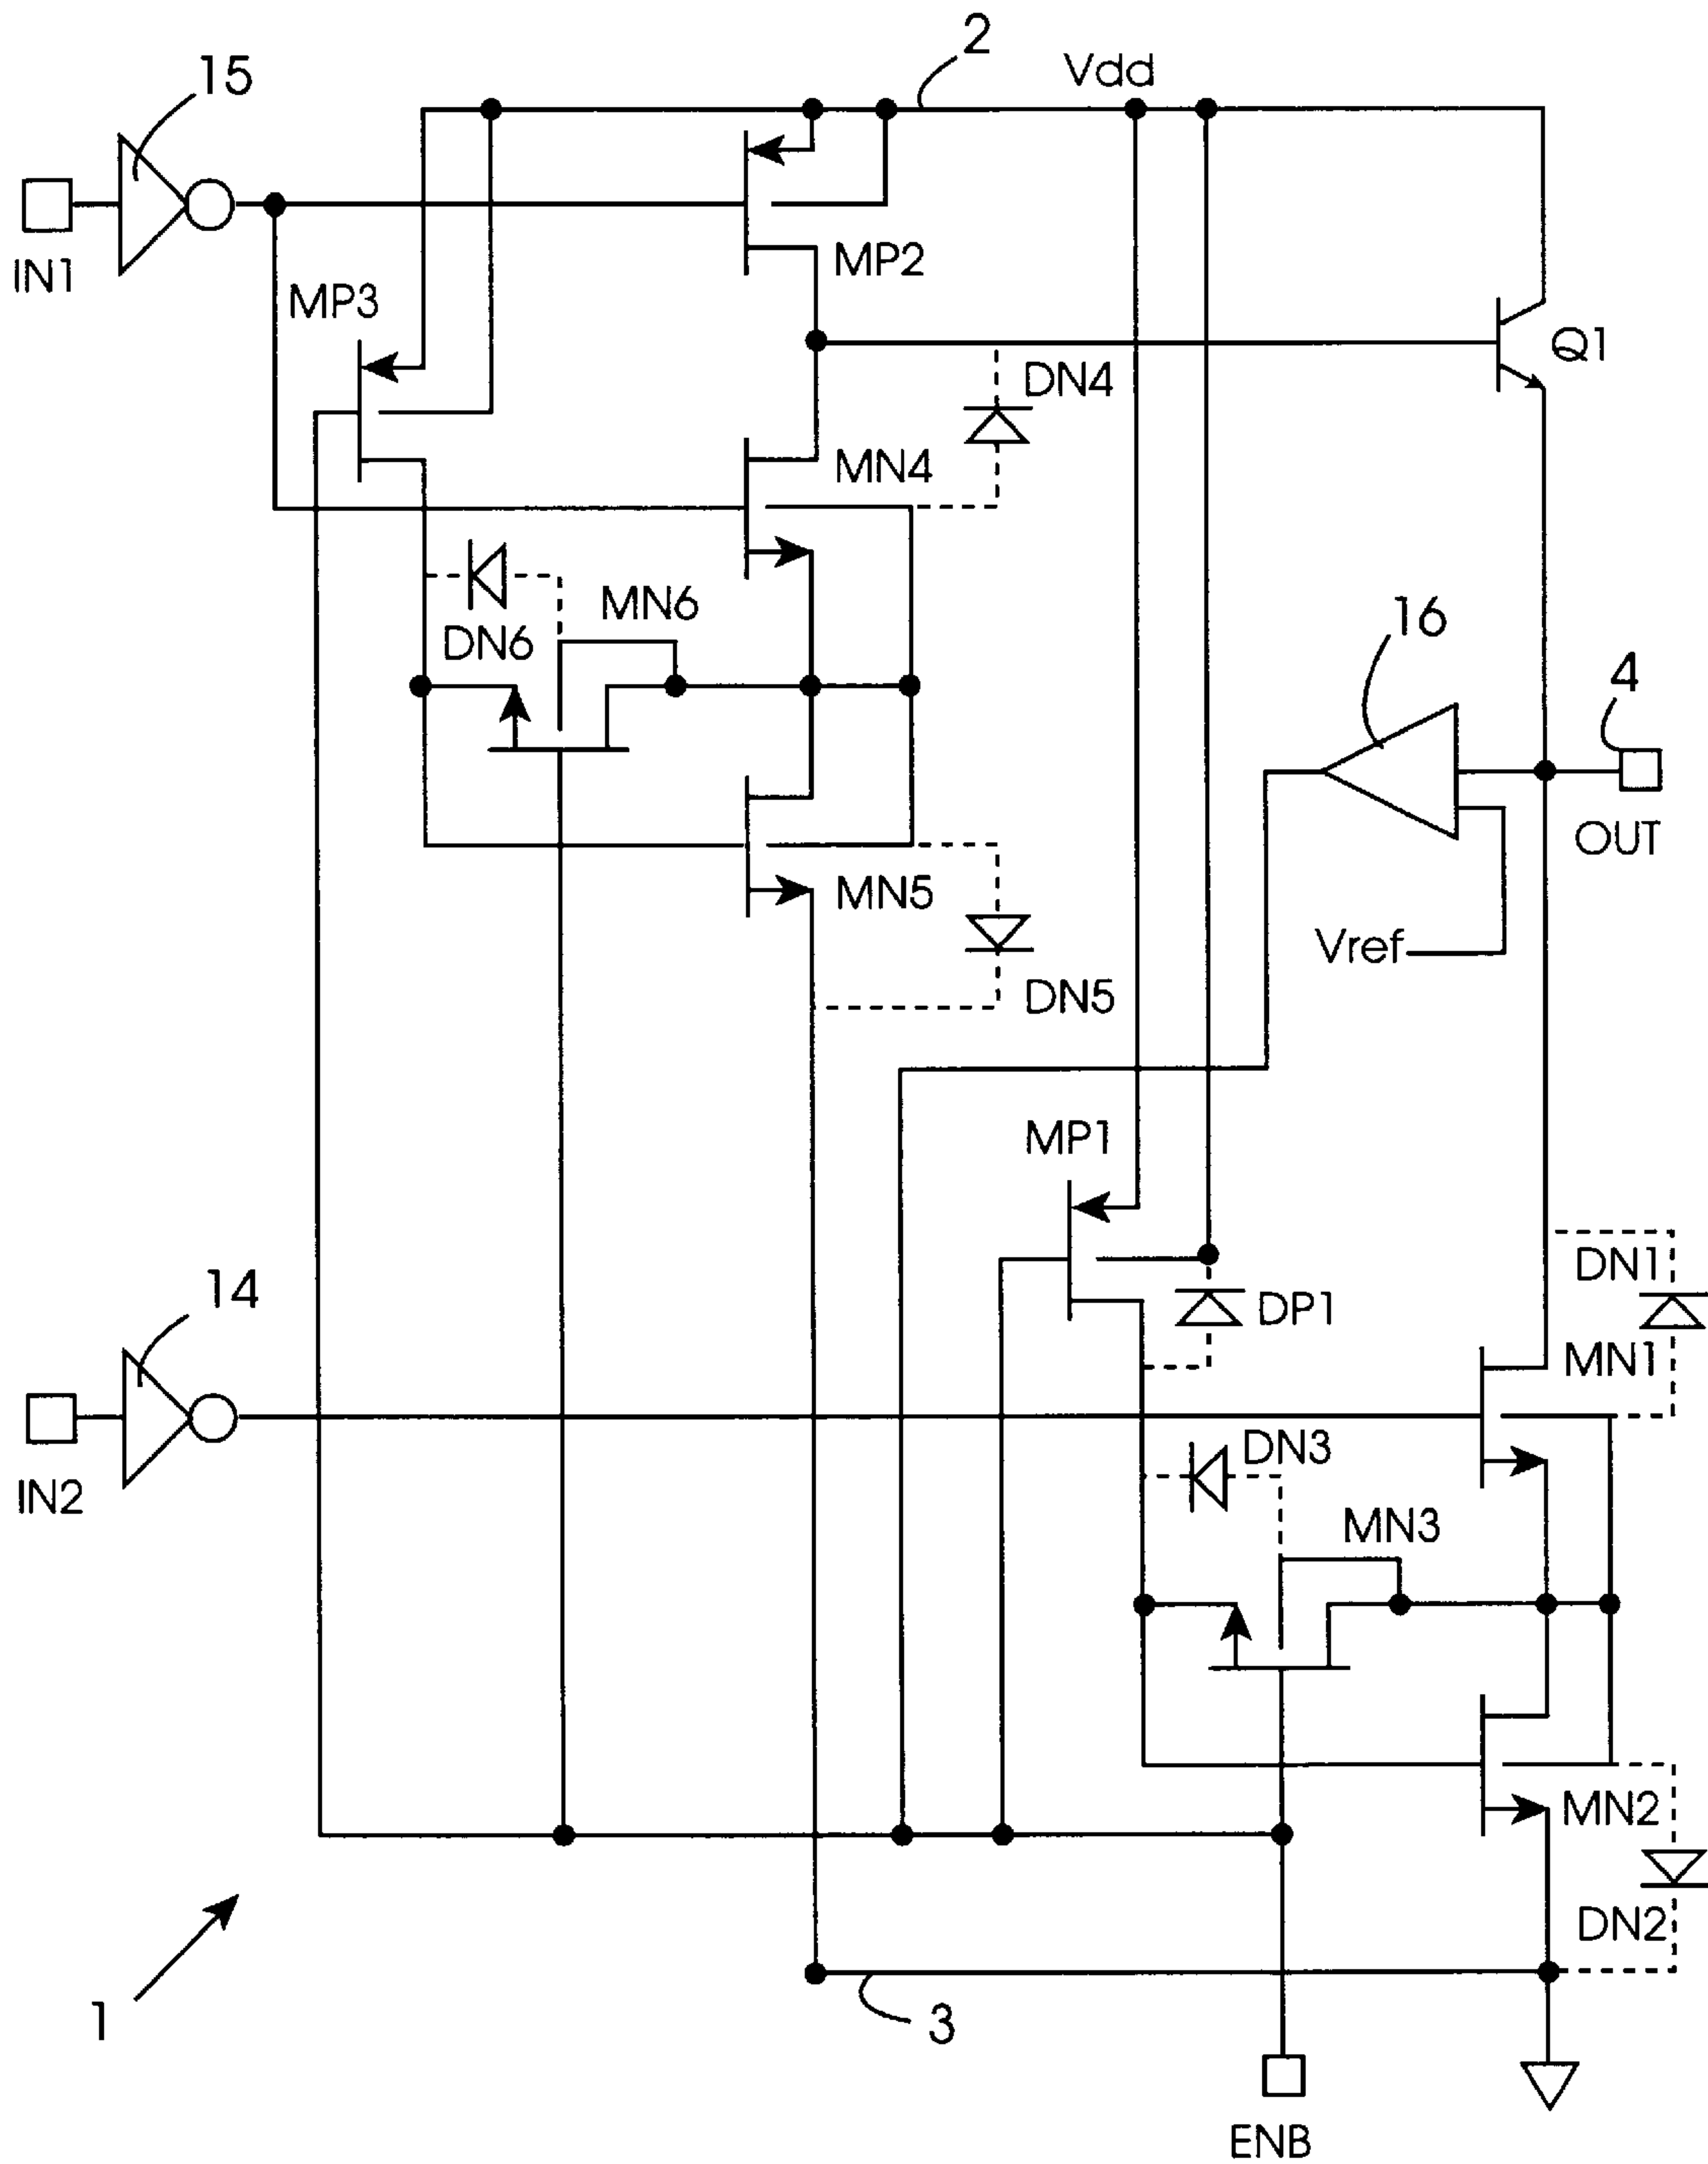 2
Vdd
15
IN1
MP2
MP3
Q1
DN4
MN4
MN6
DN6
16
4
OUT
MN5
Vref
DN5
MP1
DN1
14
DP1
MN1
DN3
IN2
MN3
MN2
DN2
1
3
ENB